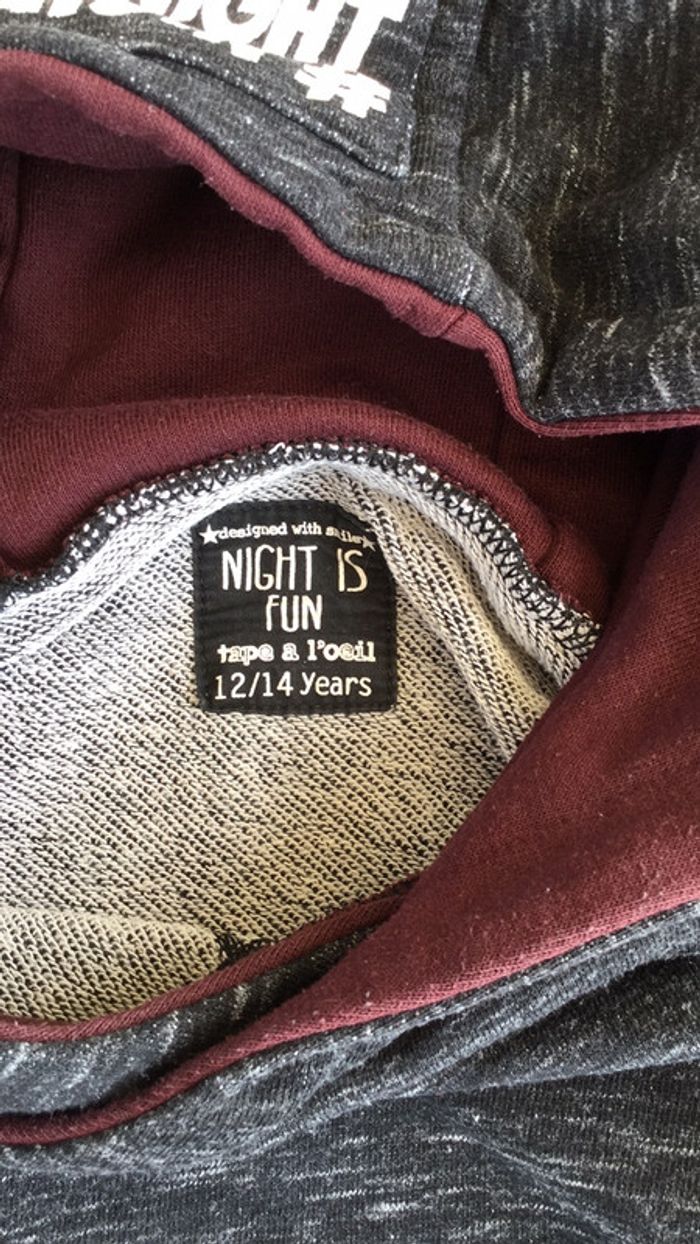 ★designed with smile★
NIGHT IS
FUN
tape a l'oeil
12/14 years